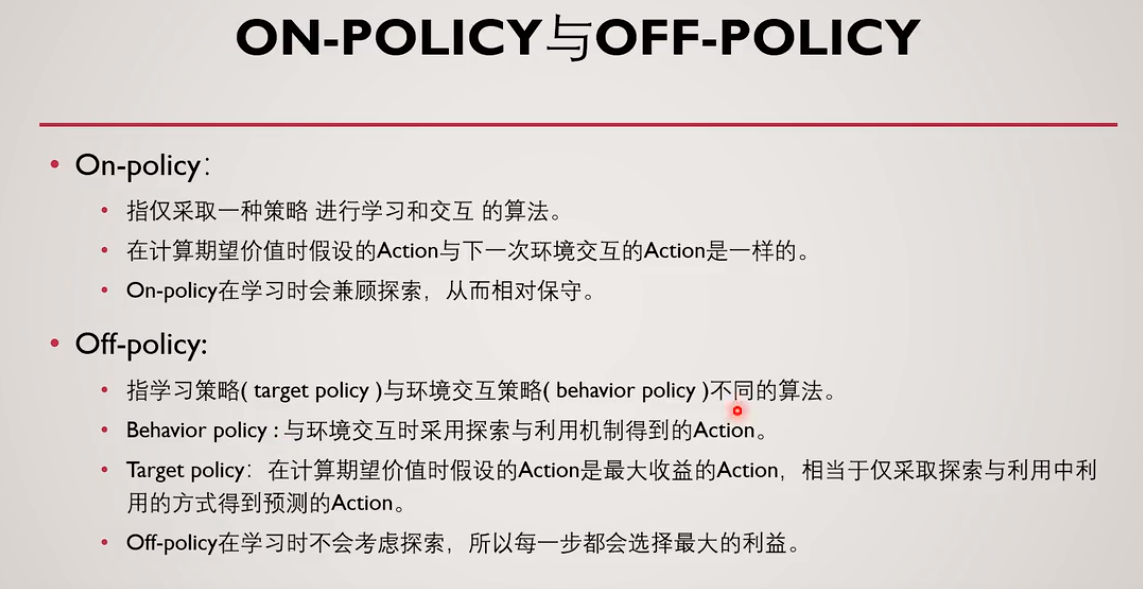 ON-POLICY与OFF-POLICY
• On-policy：
• 指仅采取一种策略 进行学习和交互 的算法。
• 在计算期望价值时假设的Action与下一次环境交互的Action是一样的。
• On-policy在学习时会兼顾探索，从而相对保守。
• Off-policy:
• 指学习策略( target policy )与环境交互策略( behavior policy )不同的算法。
• Behavior policy : 与环境交互时采用探索与利用机制得到的Action。
• Target policy：在计算期望价值时假设的Action是最大收益的Action，相当于仅采取探索与利用中利
用的方式得到预测的Action。
• Off-policy在学习时不会考虑探索，所以每一步都会选择最大的利益。